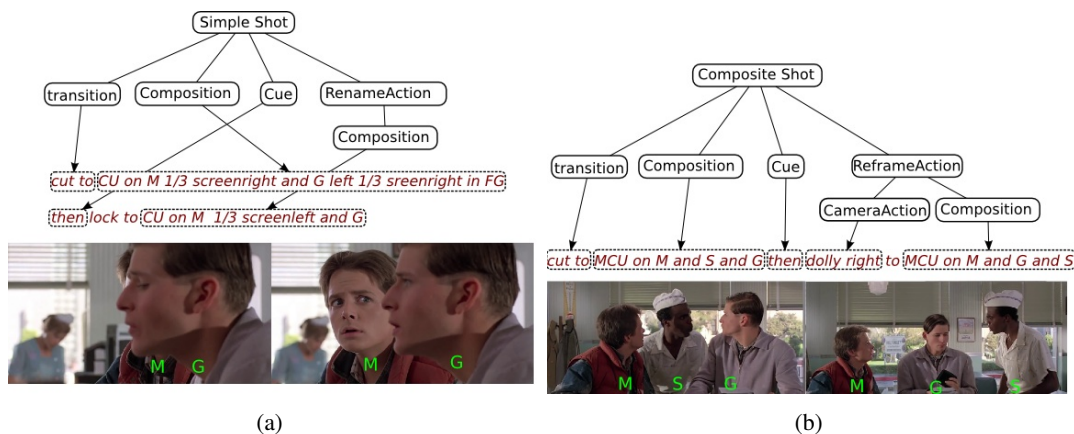 Simple Shot
transition
Composition
Cue
RenameAction
Composition
cut to CU on M 1/3 screenright and G left 1/3 sreenright in FG
then lock to CU on M 1/3 screenleft and G
M G
M G
(a)
Composite Shot
transition
Composition
Cue
ReframeAction
CameraAction
Composition
cut to MCU on M and S and G then dolly right to MCU on M and G and S
M S G
M G S
(b)